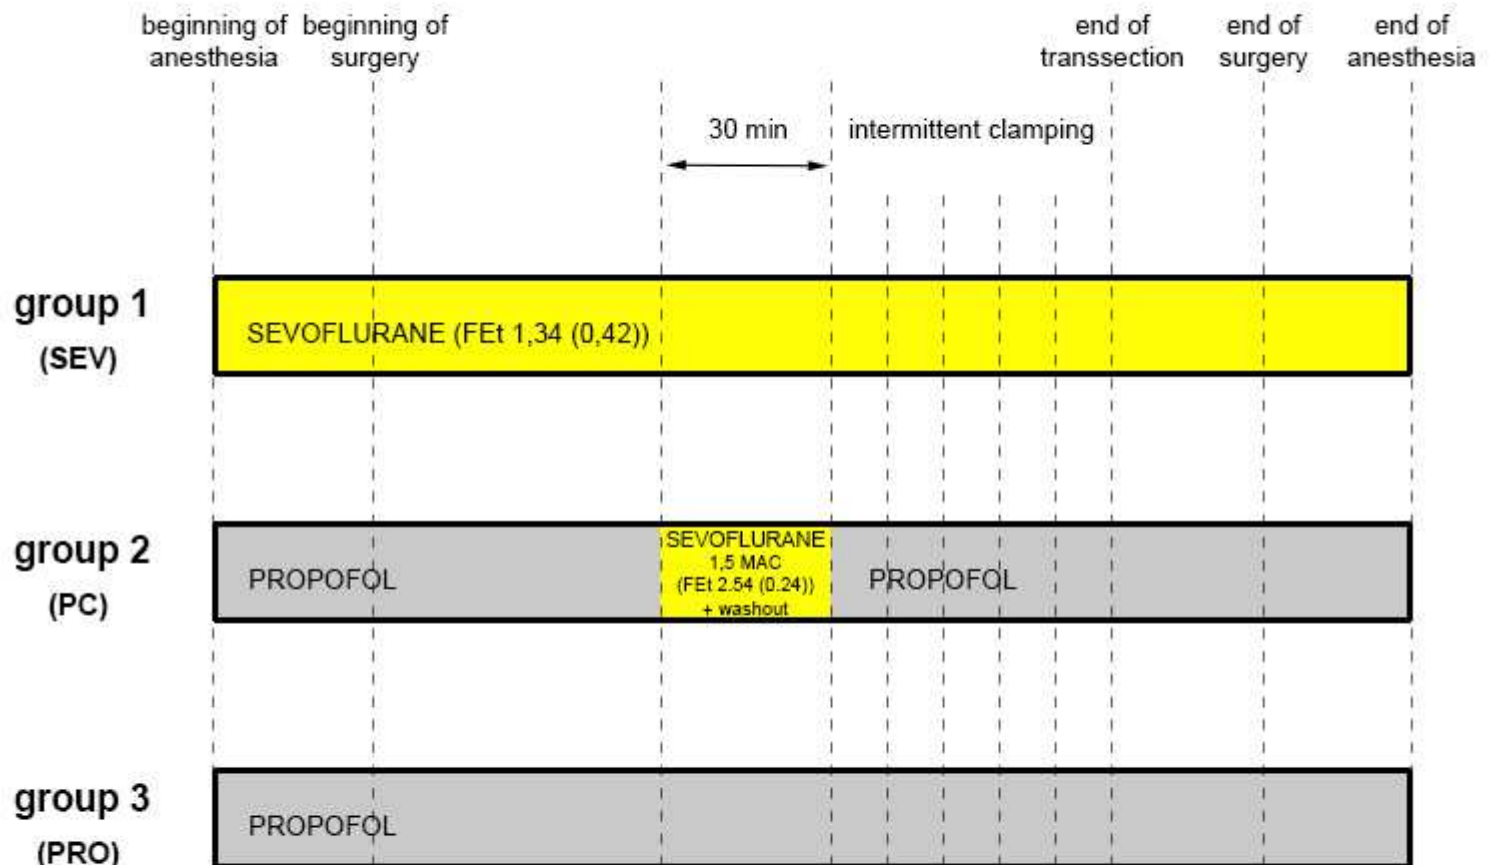 beginning of anesthesia
beginning of surgery
end of transsection
end of surgery
end of anesthesia
30 min
intermittent clamping
group 1
(SEV)
SEVOFLURANE (FEt 1,34 (0,42))
group 2
(PC)
PROPOFOL
SEVOFLURANE
1,5 MAC
(FEt 2.54 (0.24))
+ washout
PROPOFOL
group 3
(PRO)
PROPOFOL